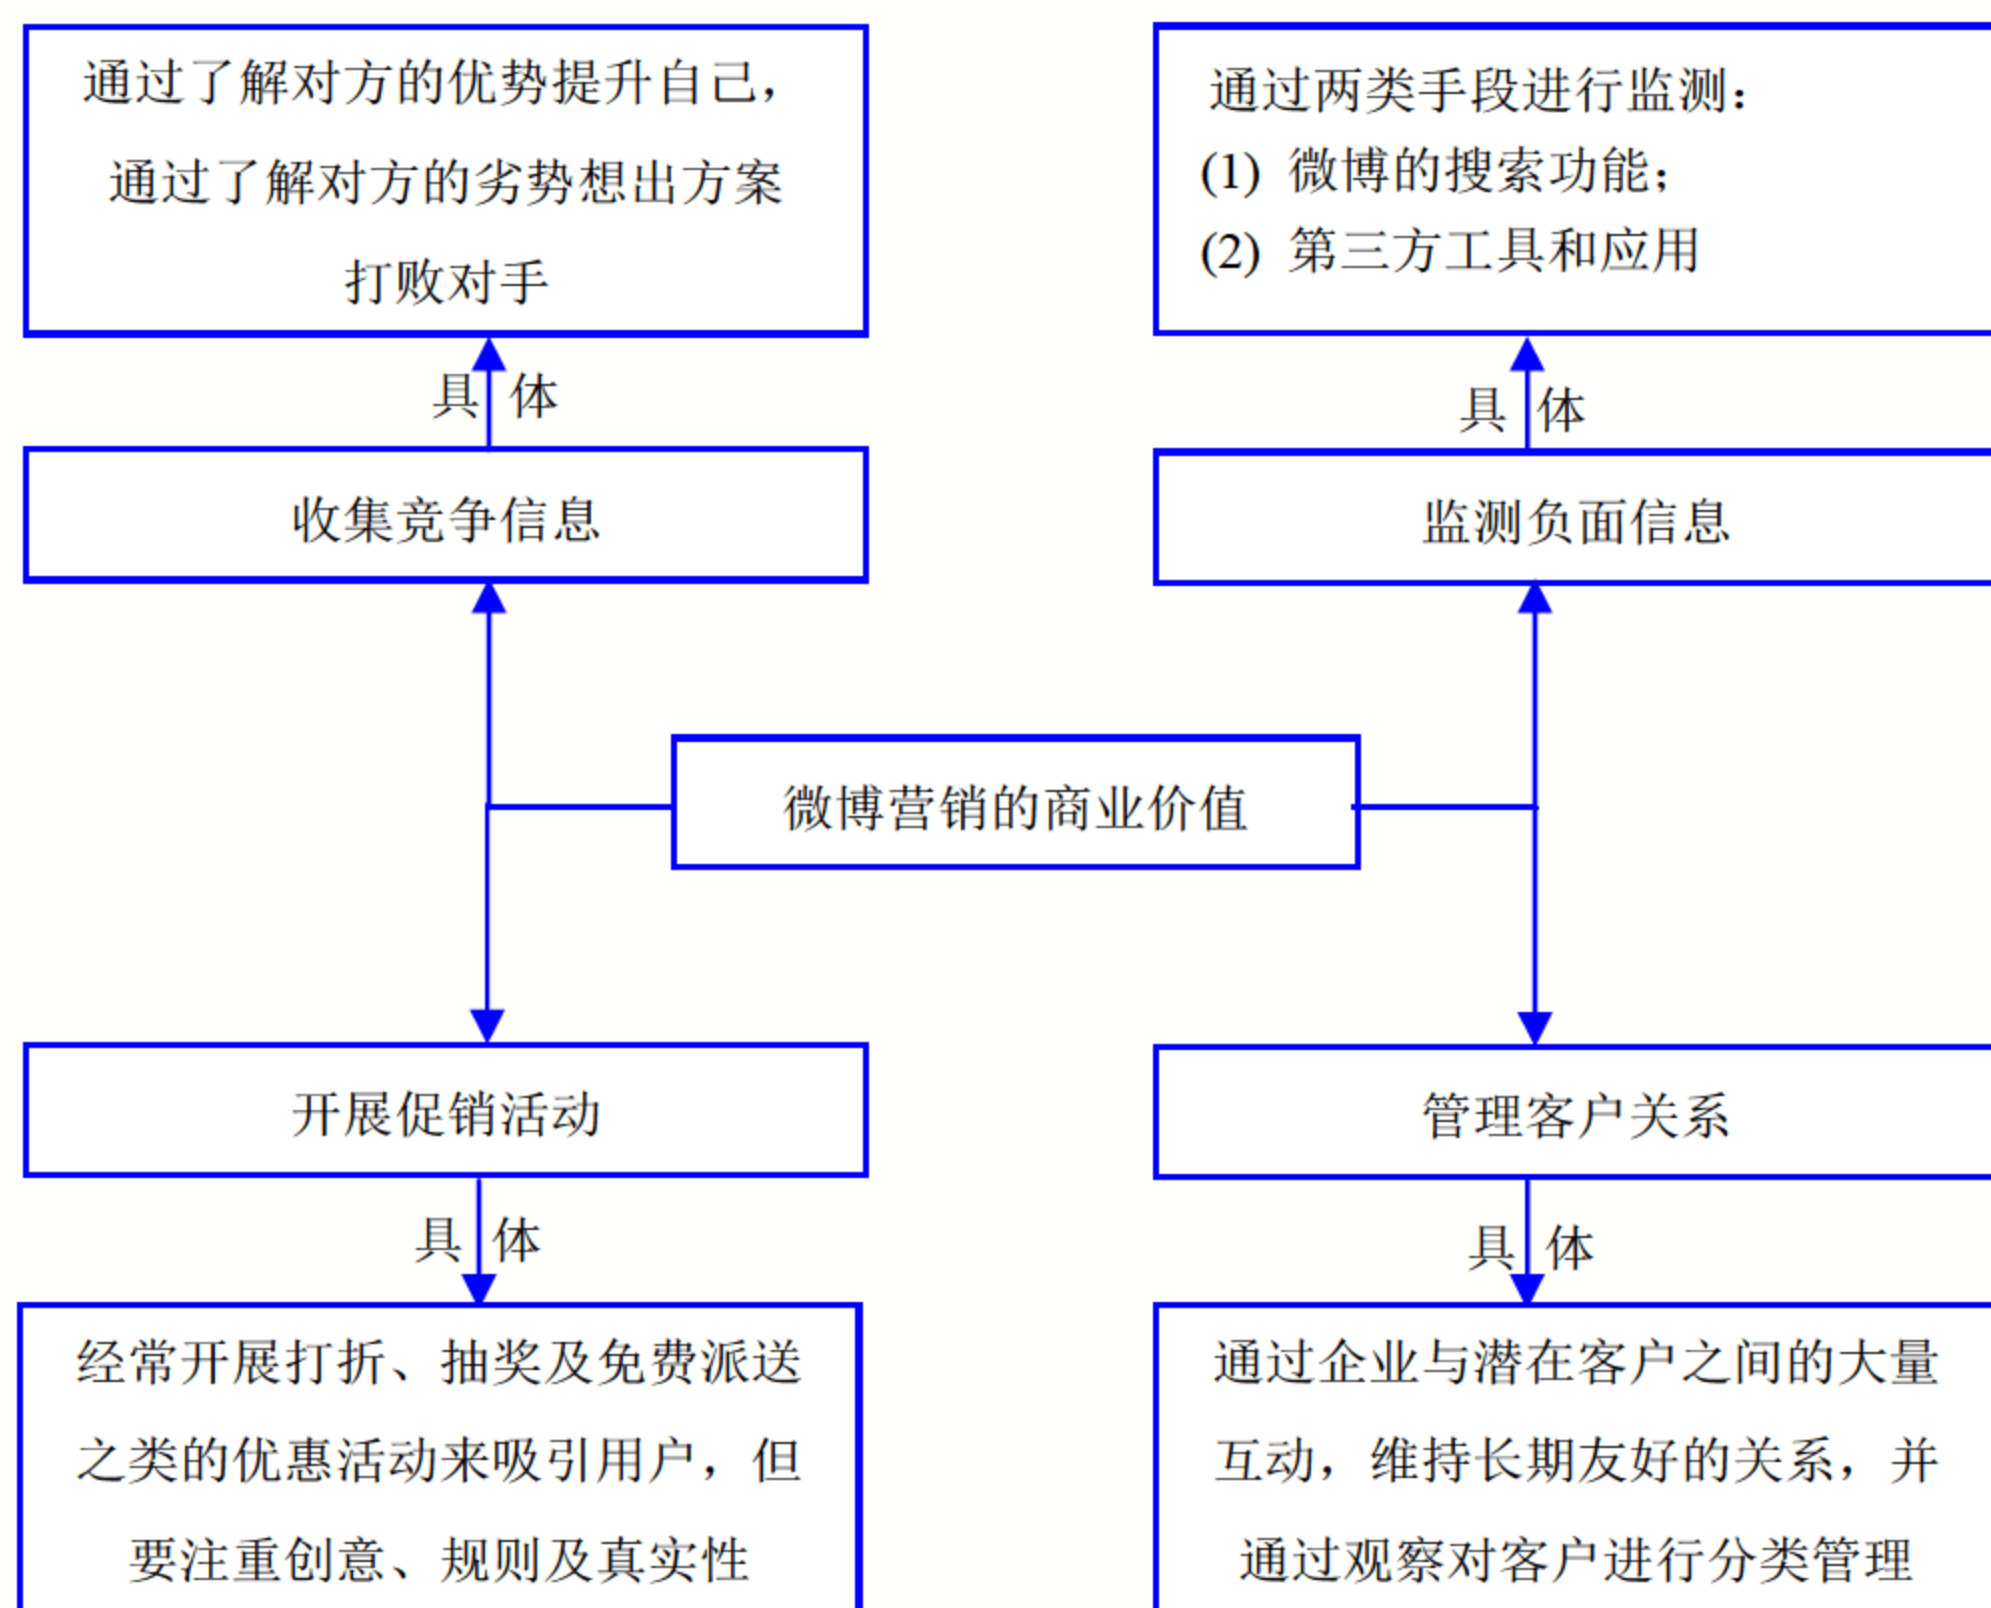 通过了解对方的优势提升自己，
通过了解对方的劣势想出方案
打败对手
通过两类手段进行监测：
(1) 微博的搜索功能；
(2) 第三方工具和应用
具 体
具 体
收集竞争信息
监测负面信息
微博营销的商业价值
开展促销活动
管理客户关系
具 体
具 体
经常开展打折、抽奖及免费派送
之类的优惠活动来吸引用户，但
要注重创意、规则及真实性
通过企业与潜在客户之间的大量
互动，维持长期友好的关系，并
通过观察对客户进行分类管理